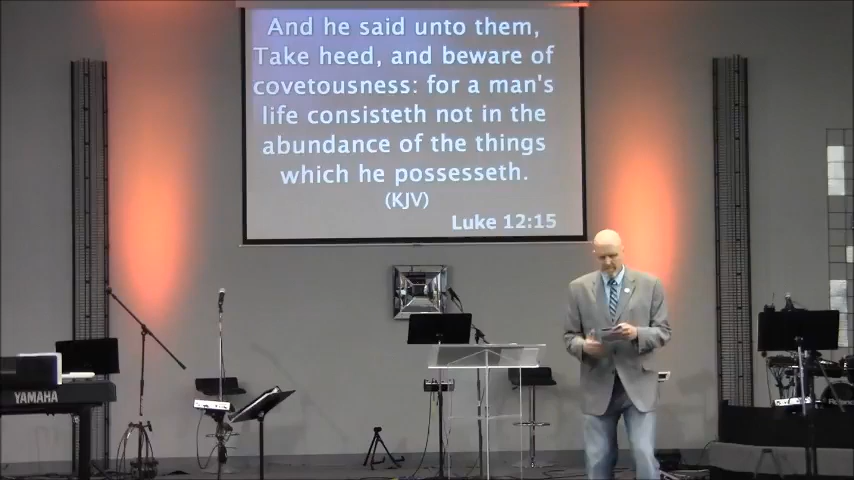 And he said unto them,
Take heed, and beware of
covetousness: for a man's
life consisteth not in the
abundance of the things
which he possesseth.
(KJV)
Luke 12:15
YAMAHA